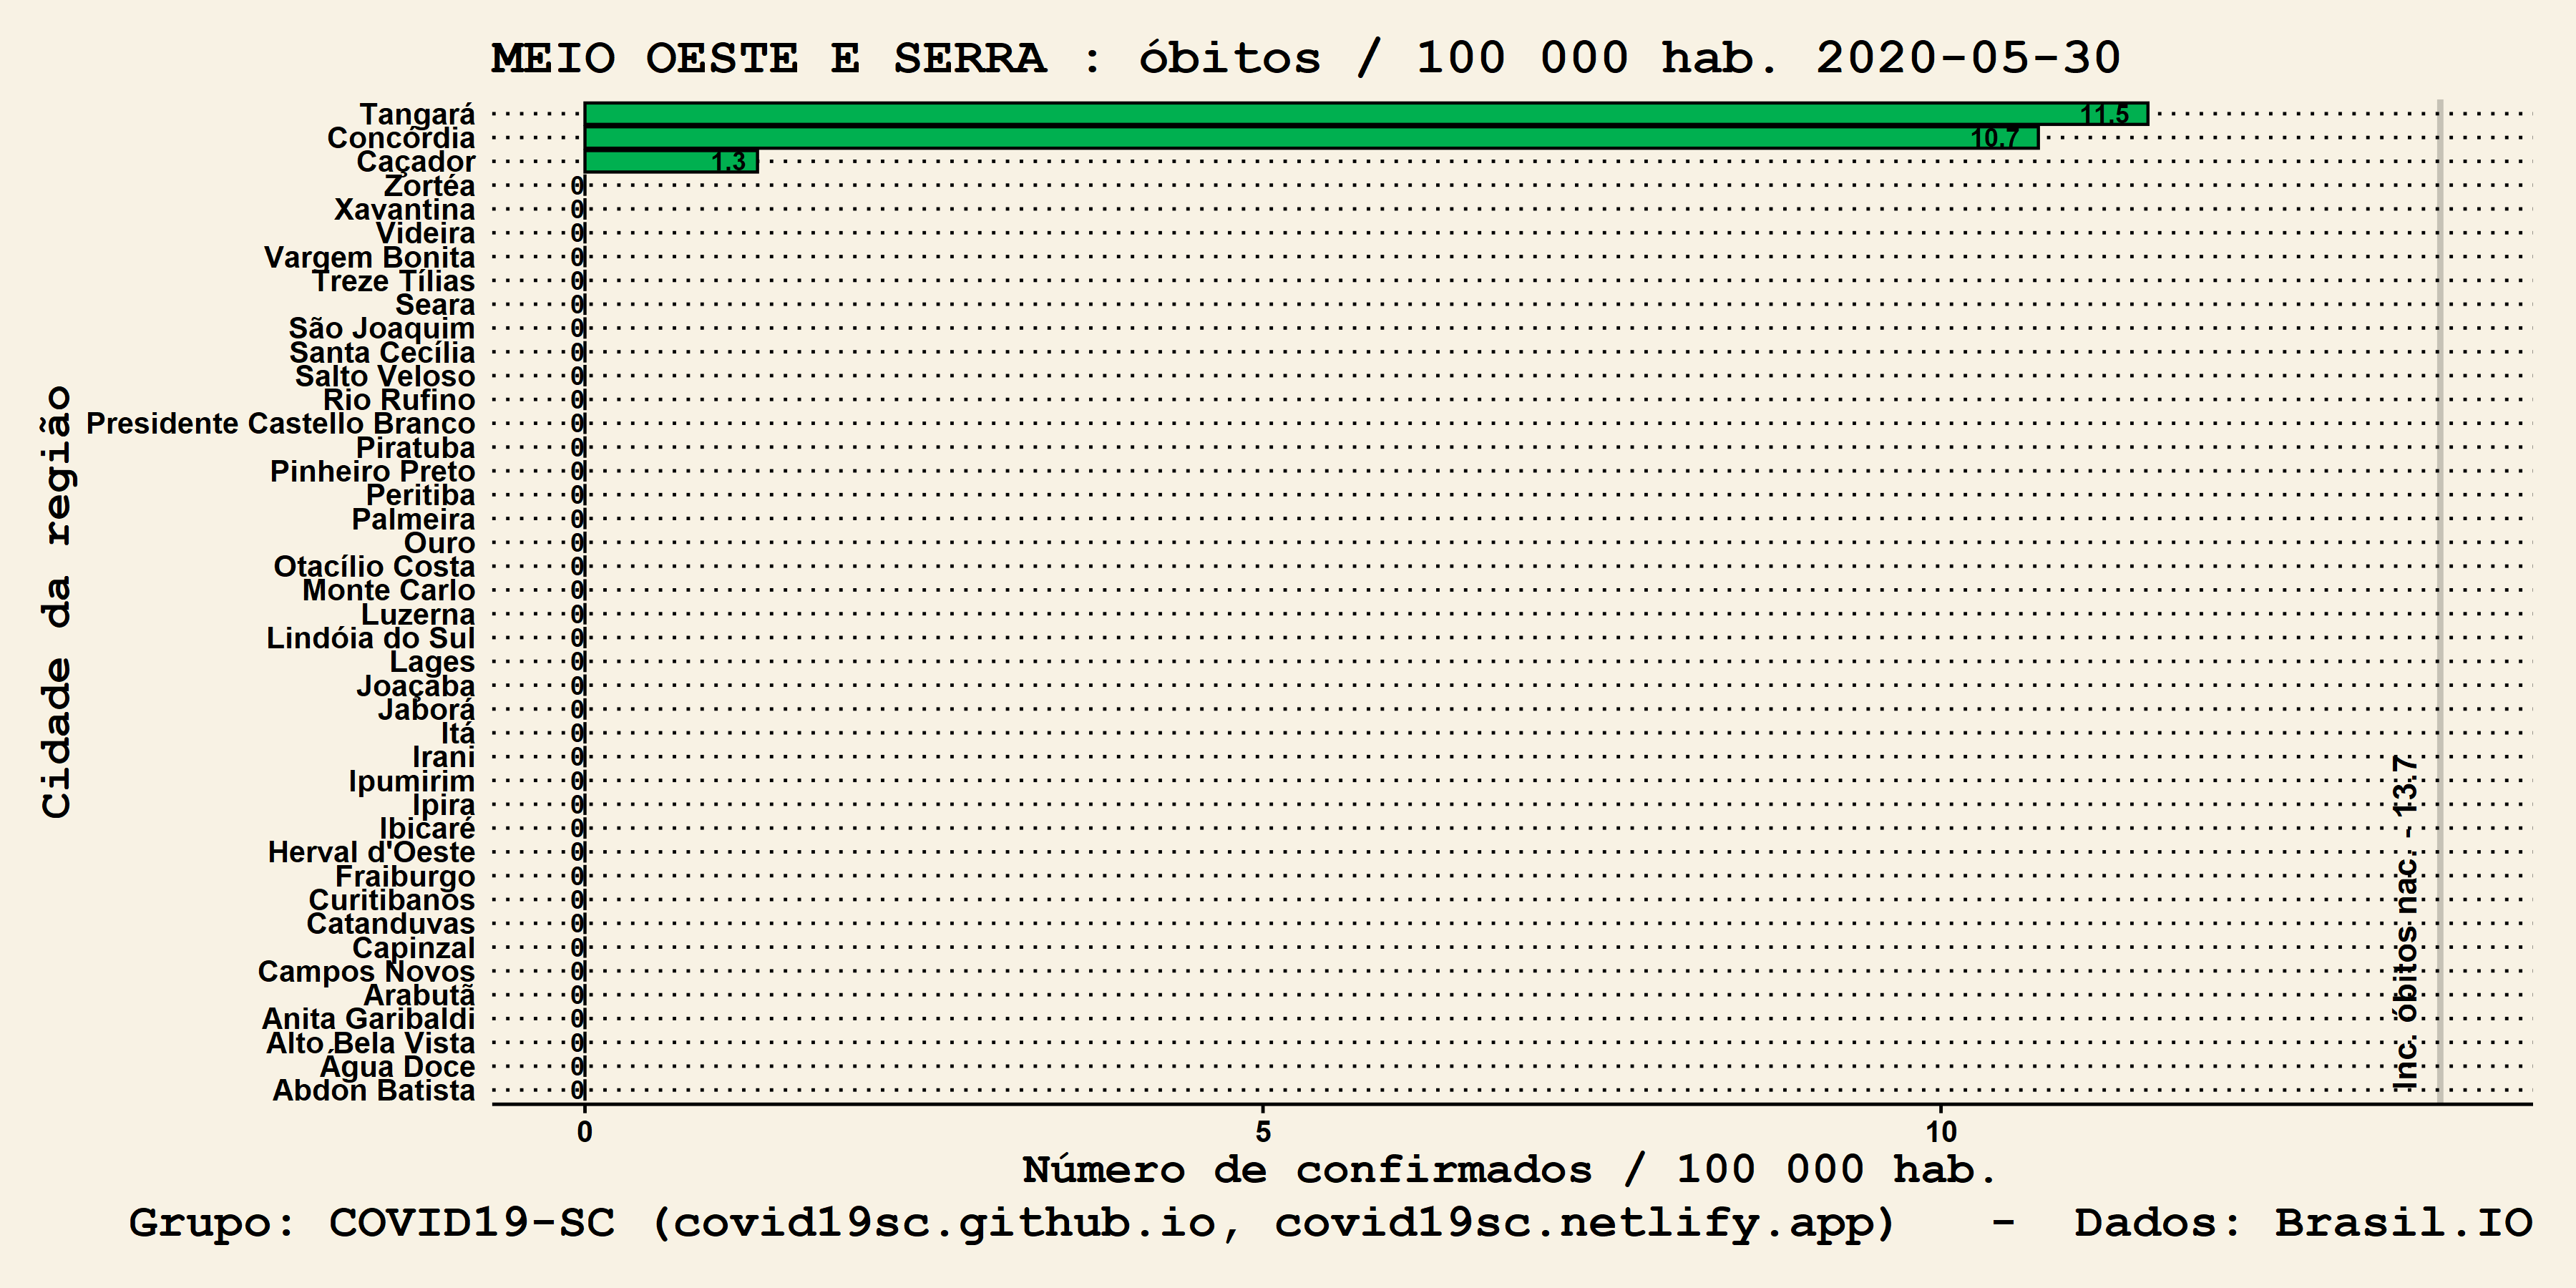 MEIO OESTE E SERRA : óbitos / 100 000 hab. 2020-05-30
Cidade da região
Tangará 11.5
Concórdia 10.7
Caçador 1.3
Zortéa 0
Xavantina 0
Videira 0
Vargem Bonita 0
Treze Tílias 0
Seara 0
São Joaquim 0
Santa Cecília 0
Salto Veloso 0
Rio Rufino 0
Presidente Castello Branco 0
Piratuba 0
Pinheiro Preto 0
Peritiba 0
Palmeira 0
Ouro 0
Otacílio Costa 0
Monte Carlo 0
Luzerna 0
Lindóia do Sul 0
Lages 0
Joaçaba 0
Jaborá 0
Itá 0
Irani 0
Ipumirim 0
Ipira 0
Ibicaré 0
Herval d'Oeste 0
Fraiburgo 0
Curitibanos 0
Catanduvas 0
Capinzal 0
Campos Novos 0
Arabutã 0
Anita Garibaldi 0
Alto Bela Vista 0
Água Doce 0
Abdon Batista 0
Inc. óbitos nac. - 13.7
0 5 10
Número de confirmados / 100 000 hab.
Grupo: COVID19-SC (covid19sc.github.io, covid19sc.netlify.app) - Dados: Brasil.IO